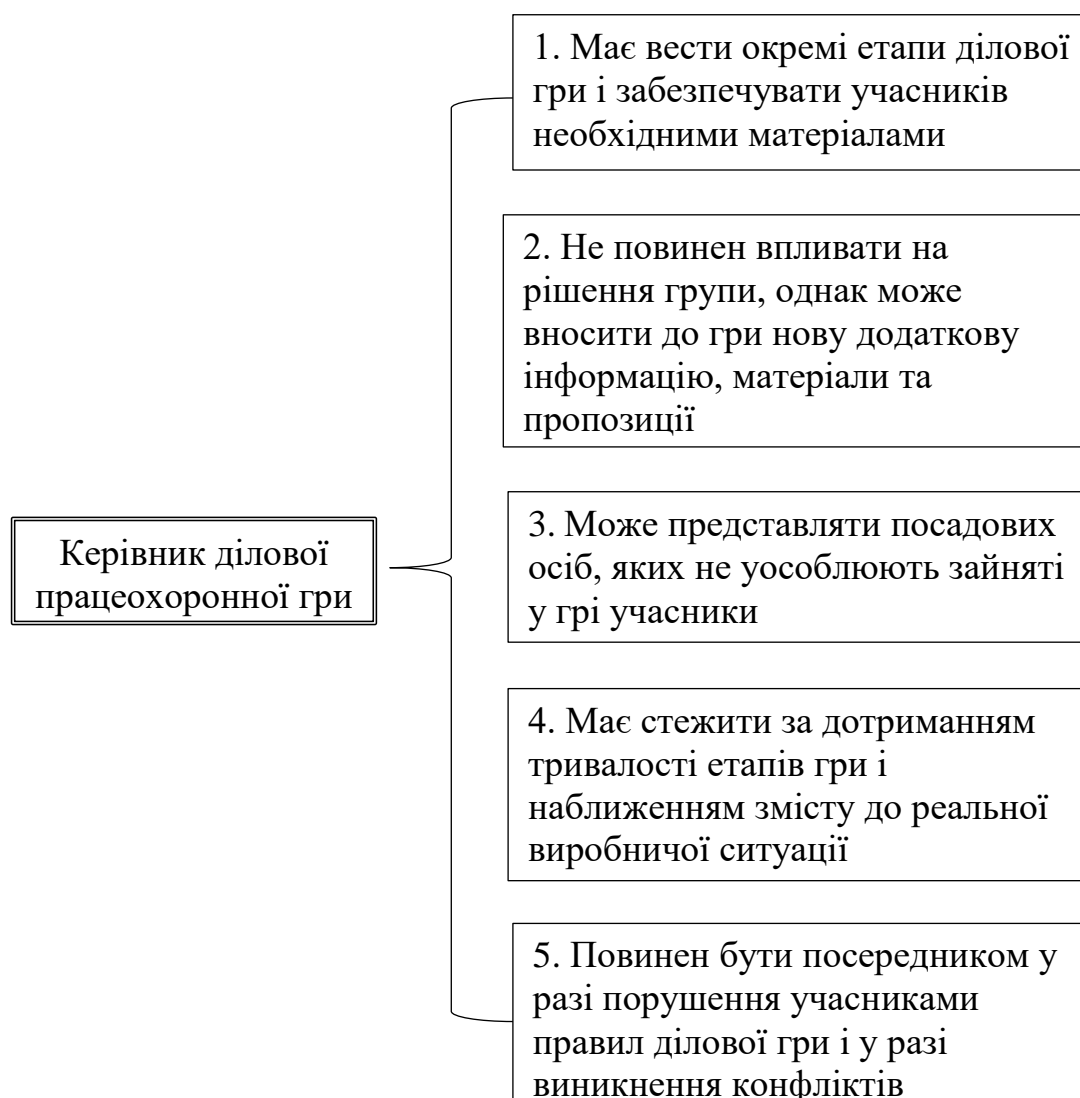 1. Має вести окремі етапи ділової
гри і забезпечувати учасників
необхідними матеріалами
2. Не повинен впливати на
рішення групи, однак може
вносити до гри нову додаткову
інформацію, матеріали та
пропозиції
Керівник ділової
працеохоронної гри
3. Може представляти посадових
осіб, яких не уособлюють зайняті
у грі учасники
4. Має стежити за дотриманням
тривалості етапів гри і
наближенням змісту до реальної
виробничої ситуації
5. Повинен бути посередником у
разі порушення учасниками
правил ділової гри і у разі
виникнення конфліктів